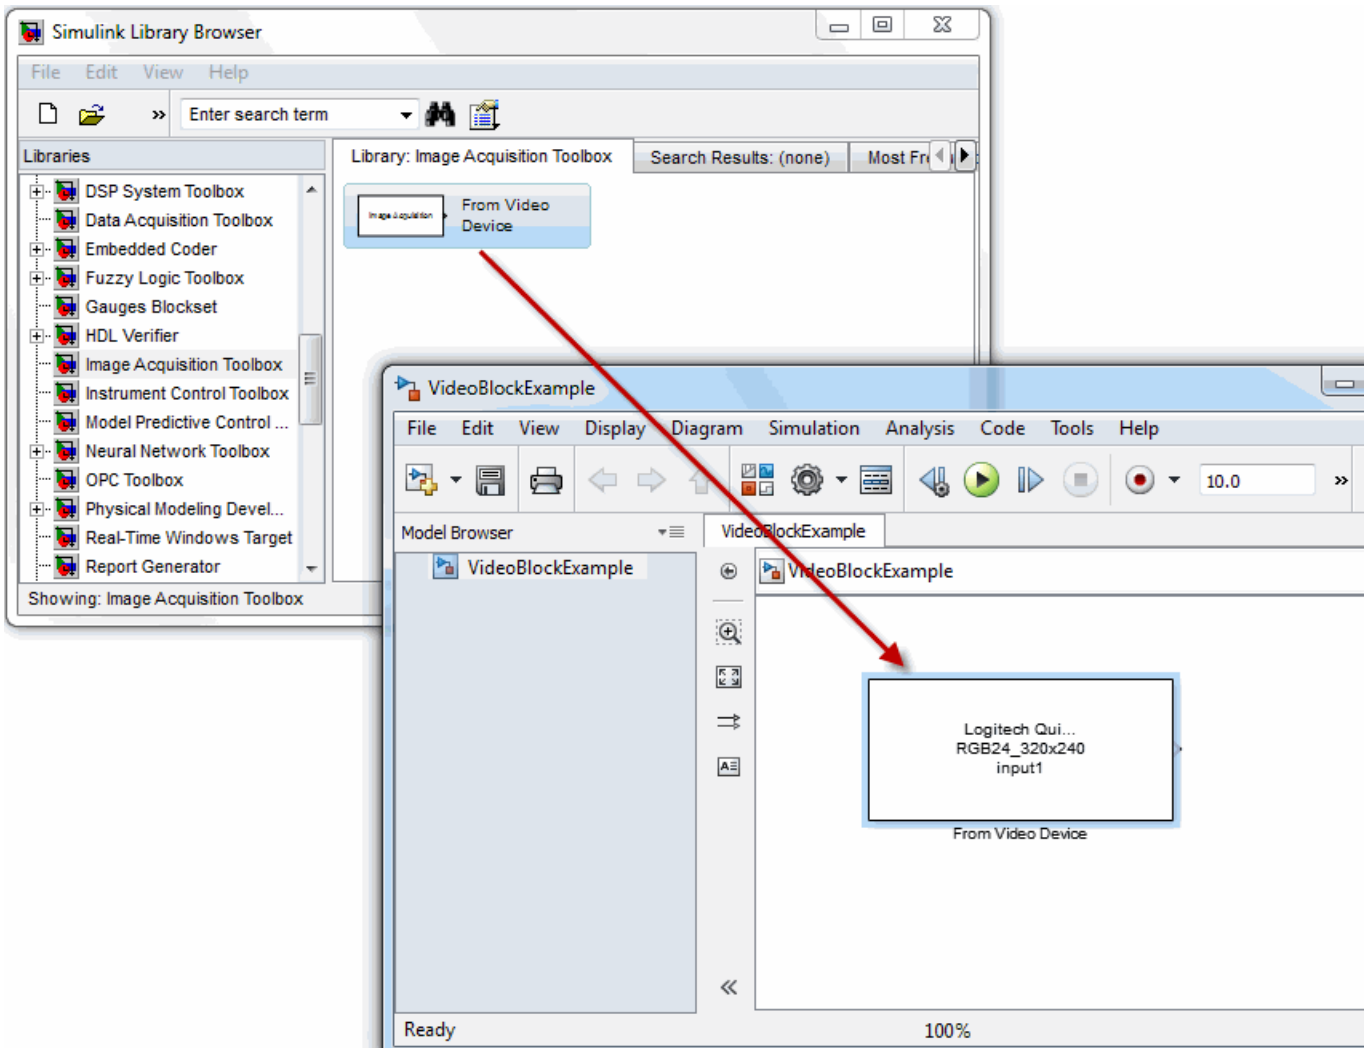 Simulink Library Browser
File Edit View Help
» Enter search term
Libraries
Library: Image Acquisition Toolbox Search Results: (none) Most
DSP System Toolbox
Data Acquisition Toolbox
Embedded Coder
Fuzzy Logic Toolbox
Gauges Blockset
HDL Verifier
Image Acquisition Toolbox
Instrument Control Toolbox
Model Predictive Control ...
Neural Network Toolbox
OPC Toolbox
Physical Modeling Devel...
Real-Time Windows Target
Report Generator
Showing: Image Acquisition Toolbox
Image Acquisition
From Video
Device
VideoBlockExample
File Edit View Display Diagram Simulation Analysis Code Tools Help
10.0 »
Model Browser
VideoBlockExample
VideoBlockExample
VideoBlockExample
Logitech Qui...
RGB24_320x240
input1
From Video Device
Ready
100%